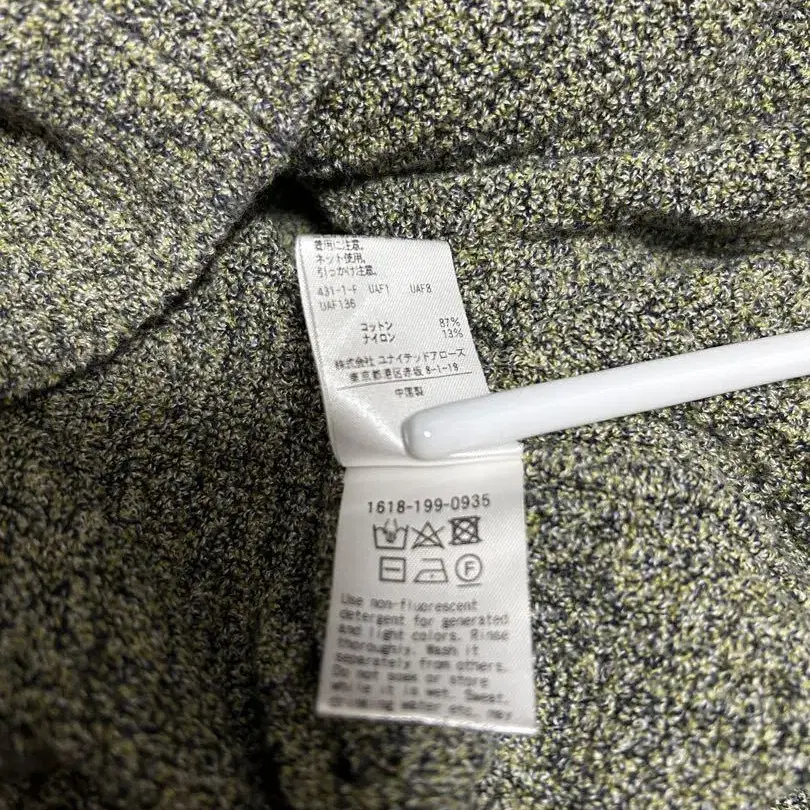 着用に注意。
ネット使用。
引っかけ注意。
431-1-F UAF1 UAF8
UAF136
コットン 87%
ナイロン 13%
株式会社 ユナイテッドアローズ
東京都港区赤坂 8-1-19
中国製
1618-199-0935
F
Use non-fluorescent
detergent for generated
and light colors. Rinse
thoroughly. Wash it
separately from others.
Do not soak or store
while it is wet. Sweat,
drinking water etc. may